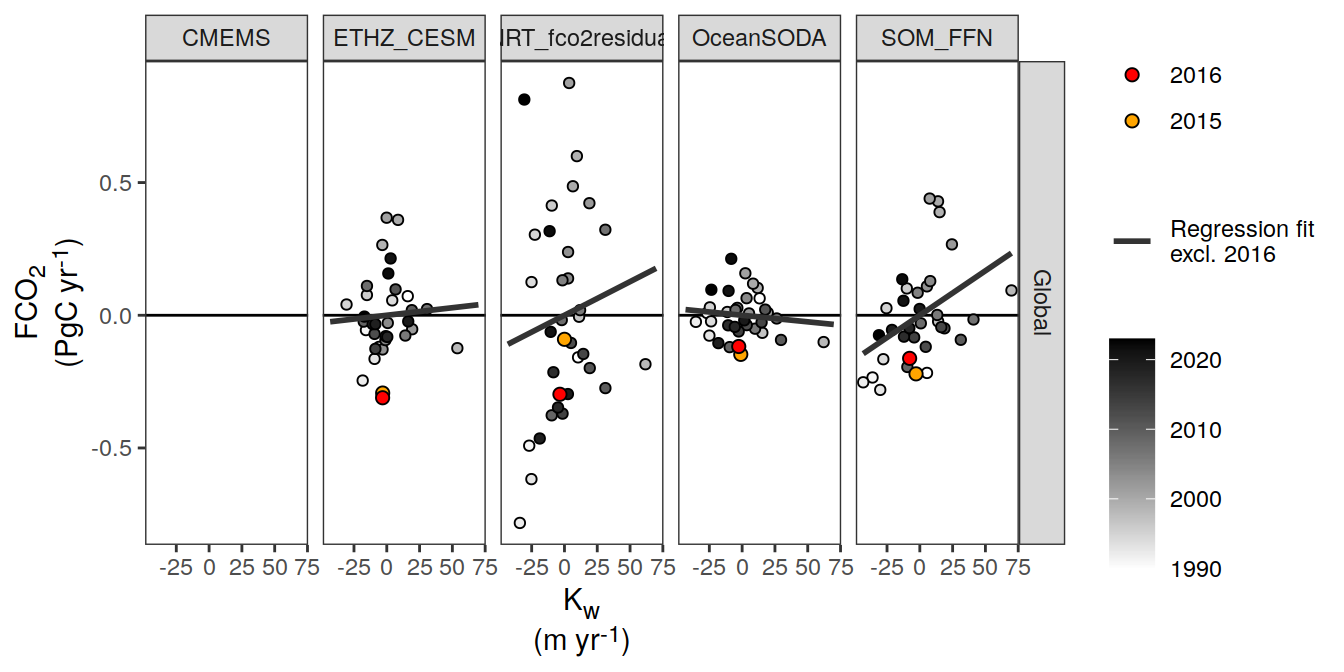 CMEMS
ETHZ_CESM
NRT_fco2residua
OceanSODA
SOM_FFN
Global
FCO2
(PgC yr-1)
0.5
0.0
-0.5
-25 0 25 50 75
-25 0 25 50 75
-25 0 25 50 75
-25 0 25 50 75
-25 0 25 50 75
Kw
(m yr-1)
2016
2015
Regression fit
excl. 2016
2020
2010
2000
1990